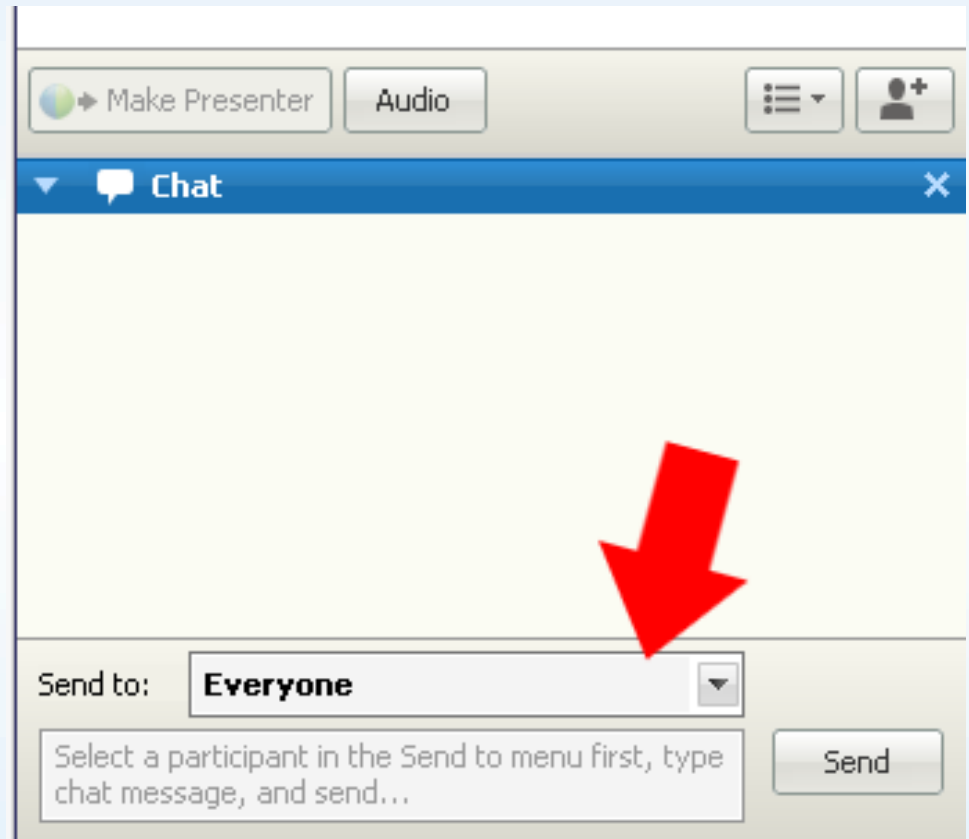 Make Presenter Audio
Chat
Send to: Everyone
Select a participant in the Send to menu first, type
chat message, and send...
Send